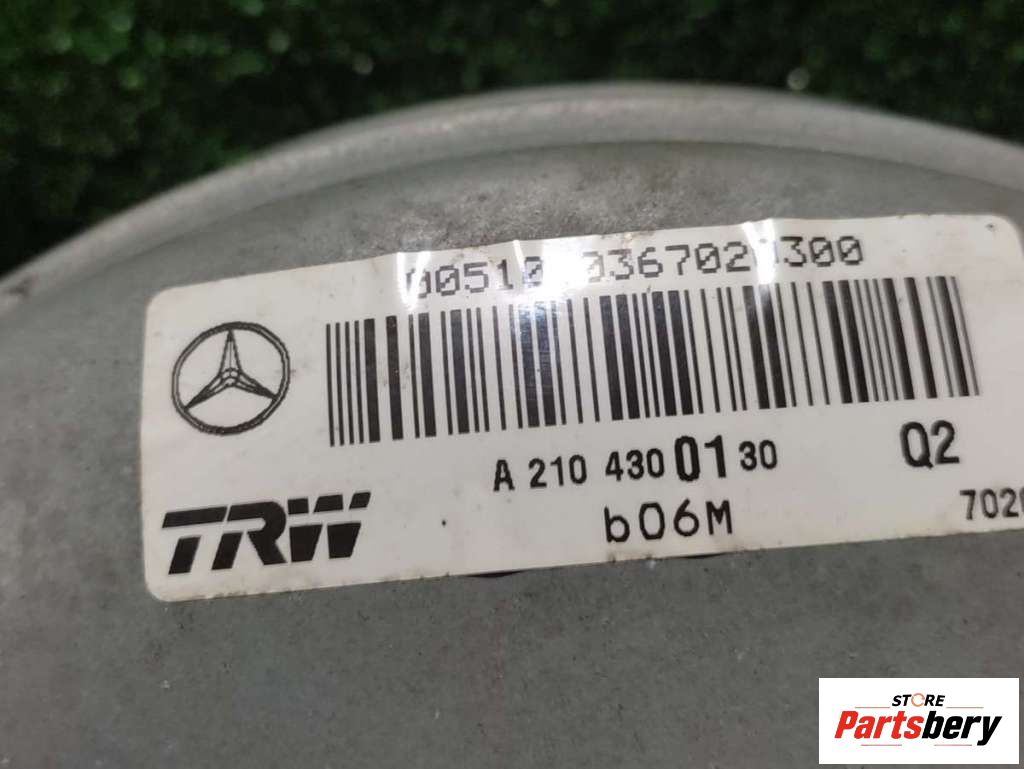 A 210 430 01 30
Q2
TRW
b06M
STORE
Partsbery